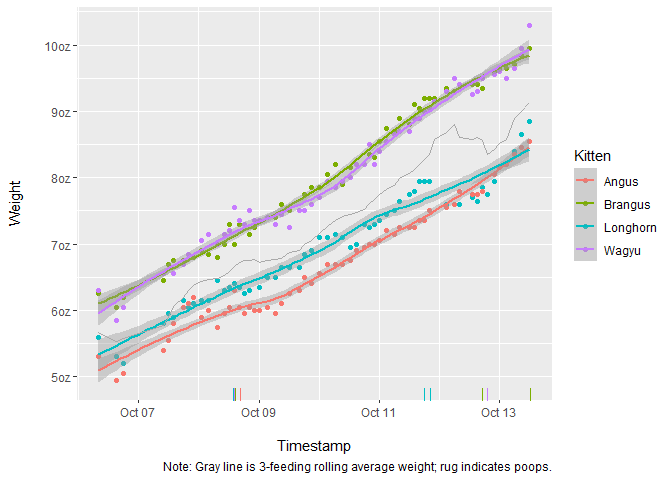 10oz
9oz
8oz
7oz
6oz
5oz
Weight
Oct 07
Oct 09
Oct 11
Oct 13
Timestamp
Kitten
Angus
Brangus
Longhorn
Wagyu
Note: Gray line is 3-feeding rolling average weight; rug indicates poops.